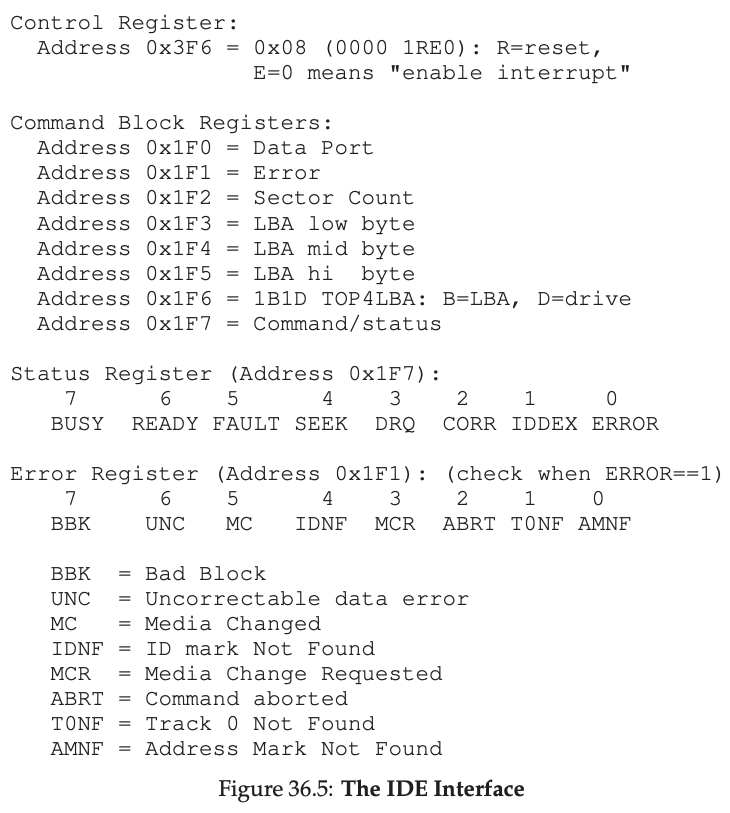 Control Register:
  Address 0x3F6 = 0x08 (0000 1RE0): R=reset,
                  E=0 means "enable interrupt"

Command Block Registers:
  Address 0x1F0 = Data Port
  Address 0x1F1 = Error
  Address 0x1F2 = Sector Count
  Address 0x1F3 = LBA low byte
  Address 0x1F4 = LBA mid byte
  Address 0x1F5 = LBA hi  byte
  Address 0x1F6 = 1B1D TOP4LBA: B=LBA, D=drive
  Address 0x1F7 = Command/status

Status Register (Address 0x1F7):
    7      6    5      4   3    2    1     0
   BUSY  READY FAULT SEEK  DRQ  CORR IDDEX ERROR

Error Register (Address 0x1F1): (check when ERROR==1)
    7      6    5      4   3    2    1    0
   BBK    UNC   MC   IDNF  MCR  ABRT T0NF AMNF

   BBK  = Bad Block
   UNC  = Uncorrectable data error
   MC   = Media Changed
   IDNF = ID mark Not Found
   MCR  = Media Change Requested
   ABRT = Command aborted
   T0NF = Track 0 Not Found
   AMNF = Address Mark Not Found
Figure 36.5: The IDE Interface